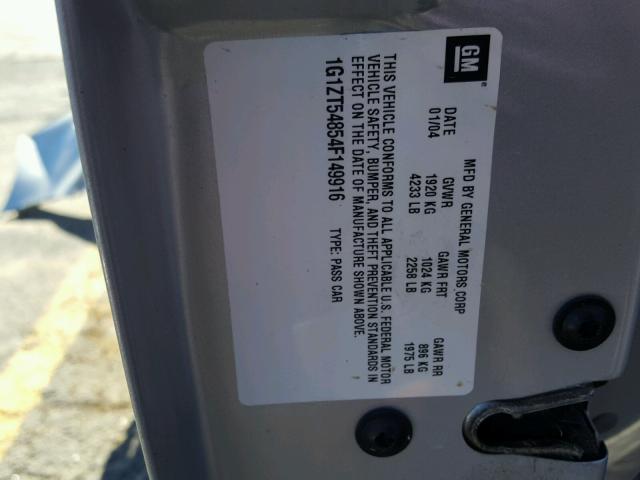 GM
MFD BY GENERAL MOTORS CORP
DATE GVWR GAWR FRT GAWR RR
01/04 1920 KG 1024 KG 896 KG
4233 LB 2258 LB 1975 LB
THIS VEHICLE CONFORMS TO ALL APPLICABLE U.S. FEDERAL MOTOR
VEHICLE SAFETY, BUMPER, AND THEFT PREVENTION STANDARDS IN
EFFECT ON THE DATE OF MANUFACTURE SHOWN ABOVE.
1G1ZT54854F149916 TYPE: PASS CAR